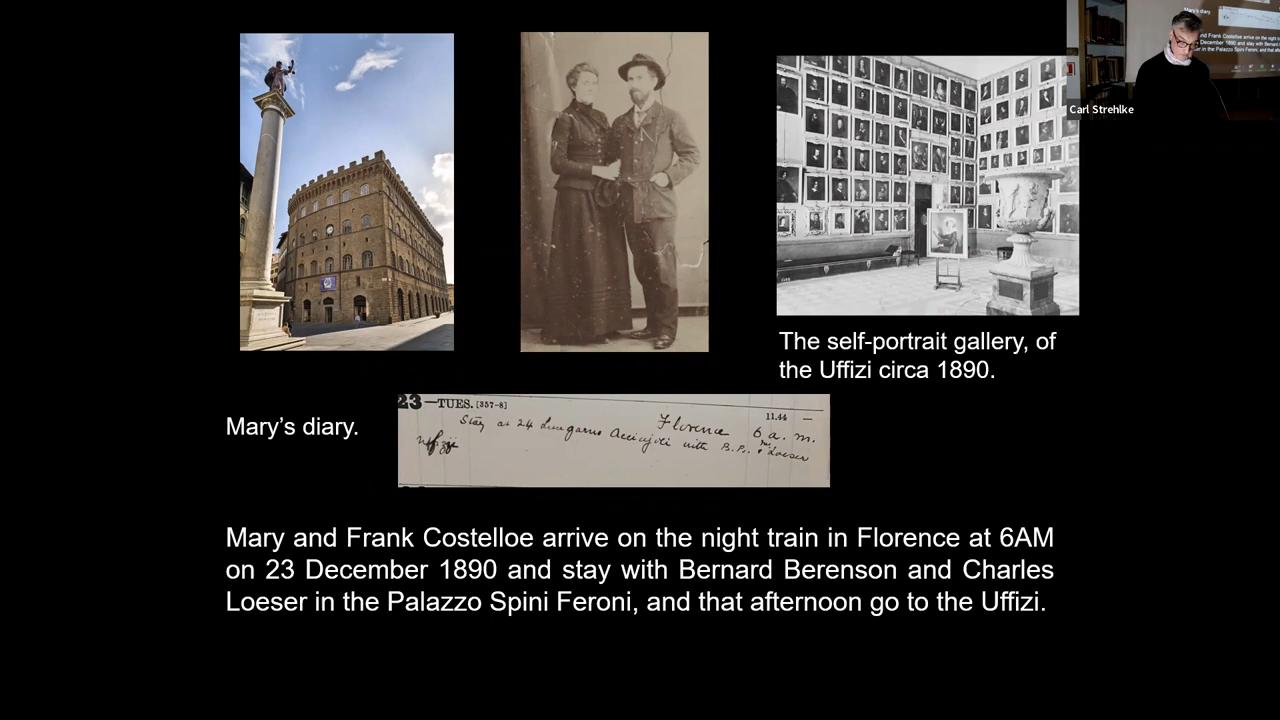 Carl Strehlke
The self-portrait gallery, of
the Uffizi circa 1890.
Mary's diary.
23—TUES. [357-8]
11.44 —
Florence 6 a. m.
Stay at 24 Lungarno Acciajoli with B.P. & Mr Loeser
Uffizi
Mary and Frank Costelloe arrive on the night train in Florence at 6AM
on 23 December 1890 and stay with Bernard Berenson and Charles
Loeser in the Palazzo Spini Feroni, and that afternoon go to the Uffizi.